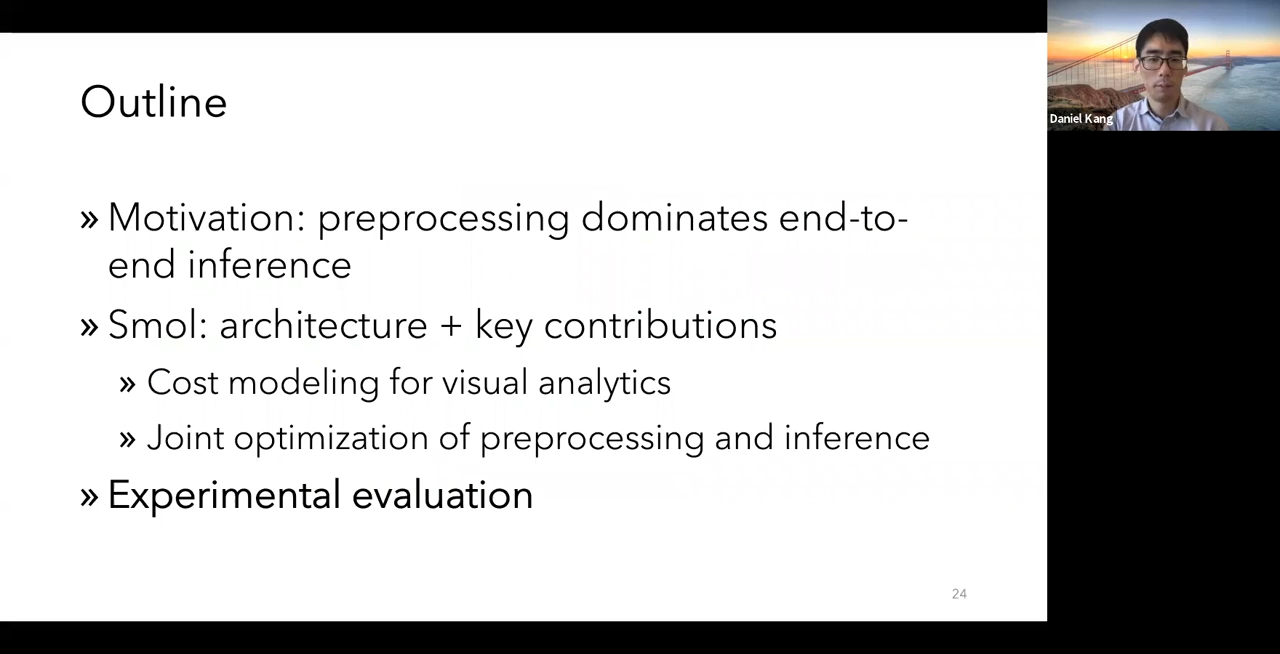 Outline
» Motivation: preprocessing dominates end-to-
end inference
» Smol: architecture + key contributions
» Cost modeling for visual analytics
» Joint optimization of preprocessing and inference
» Experimental evaluation
24
Daniel Kang